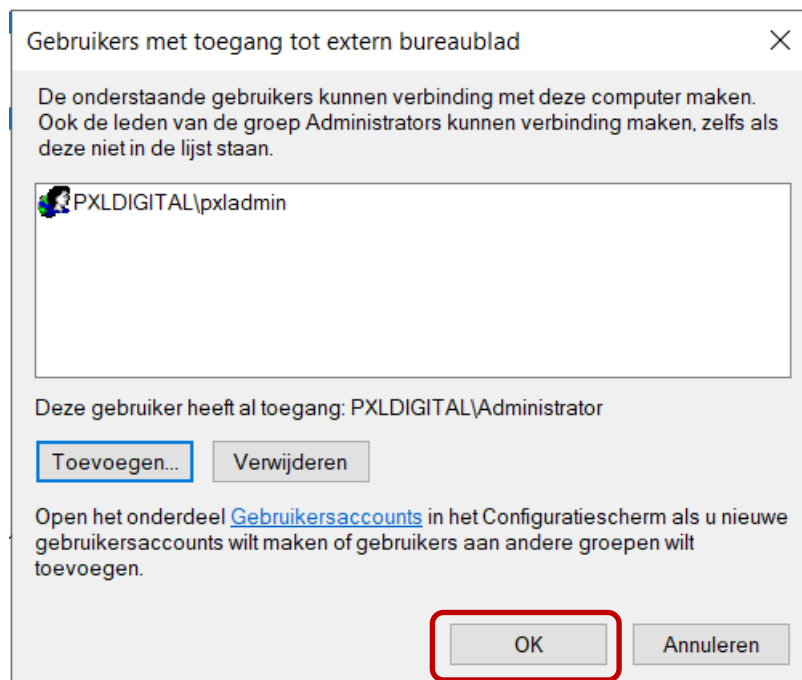 Gebruikers met toegang tot extern bureaublad
De onderstaande gebruikers kunnen verbinding met deze computer maken.
Ook de leden van de groep Administrators kunnen verbinding maken, zelfs als
deze niet in de lijst staan.
PXLDIGITAL\pxladmin
Deze gebruiker heeft al toegang: PXLDIGITAL\Administrator
Toevoegen... Verwijderen
Open het onderdeel Gebruikersaccounts in het Configuratiescherm als u nieuwe
gebruikersaccounts wilt maken of gebruikers aan andere groepen wilt
toevoegen.
OK Annuleren